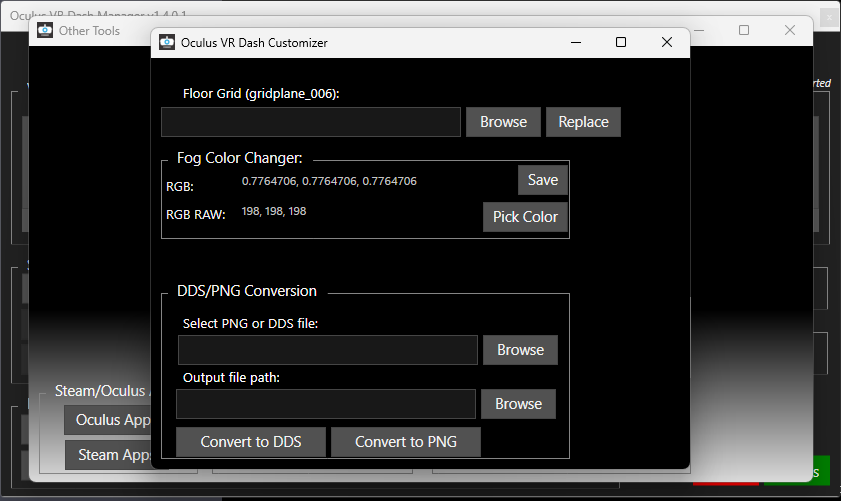 Oculus VR Dash Manager v1.4.0.1
Other Tools
Oculus VR Dash Customizer
Floor Grid (gridplane_006):
Browse
Replace
Fog Color Changer:
RGB:
0.7764706, 0.7764706, 0.7764706
Save
RGB RAW:
198, 198, 198
Pick Color
DDS/PNG Conversion
Select PNG or DDS file:
Browse
Output file path:
Browse
Convert to DDS
Convert to PNG
Steam/Oculus
Oculus App
Steam Apps